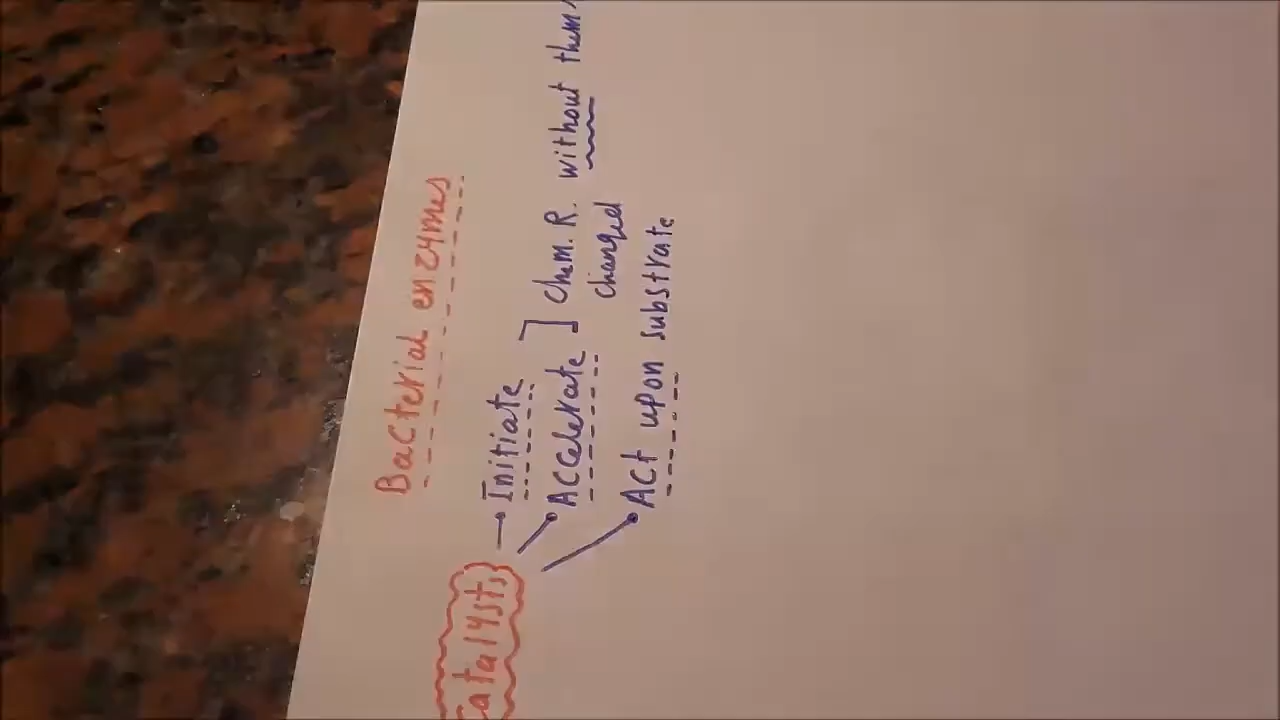 Bacterial enzymes
Catalysts
Initiate
Accelerate ] Chem. R. without them
changed
Act upon substrate